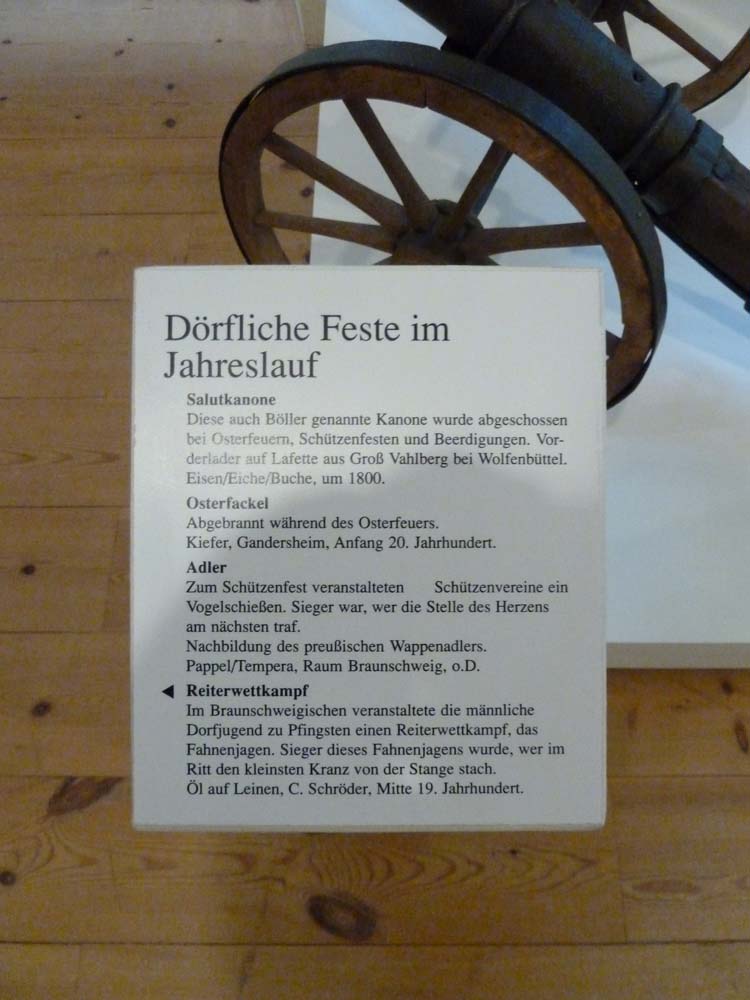 Dörfliche Feste im
Jahreslauf
Salutkanone
Diese auch Böller genannte Kanone wurde abgeschossen
bei Osterfeuern, Schützenfesten und Beerdigungen. Vor-
derlader auf Lafette aus Groß Vahlberg bei Wolfenbüttel.
Eisen/Eiche/Buche, um 1800.
Osterfackel
Abgebrannt während des Osterfeuers.
Kiefer, Gandersheim, Anfang 20. Jahrhundert.
Adler
Zum Schützenfest veranstalteten Schützenvereine ein
Vogelschießen. Sieger war, wer die Stelle des Herzens
am nächsten traf.
Nachbildung des preußischen Wappenadlers.
Pappel/Tempera, Raum Braunschweig, o.D.
◀ Reiterwettkampf
Im Braunschweigischen veranstaltete die männliche
Dorfjugend zu Pfingsten einen Reiterwettkampf, das
Fahnenjagen. Sieger dieses Fahnenjagens wurde, wer im
Ritt den kleinsten Kranz von der Stange stach.
Öl auf Leinen, C. Schröder, Mitte 19. Jahrhundert.